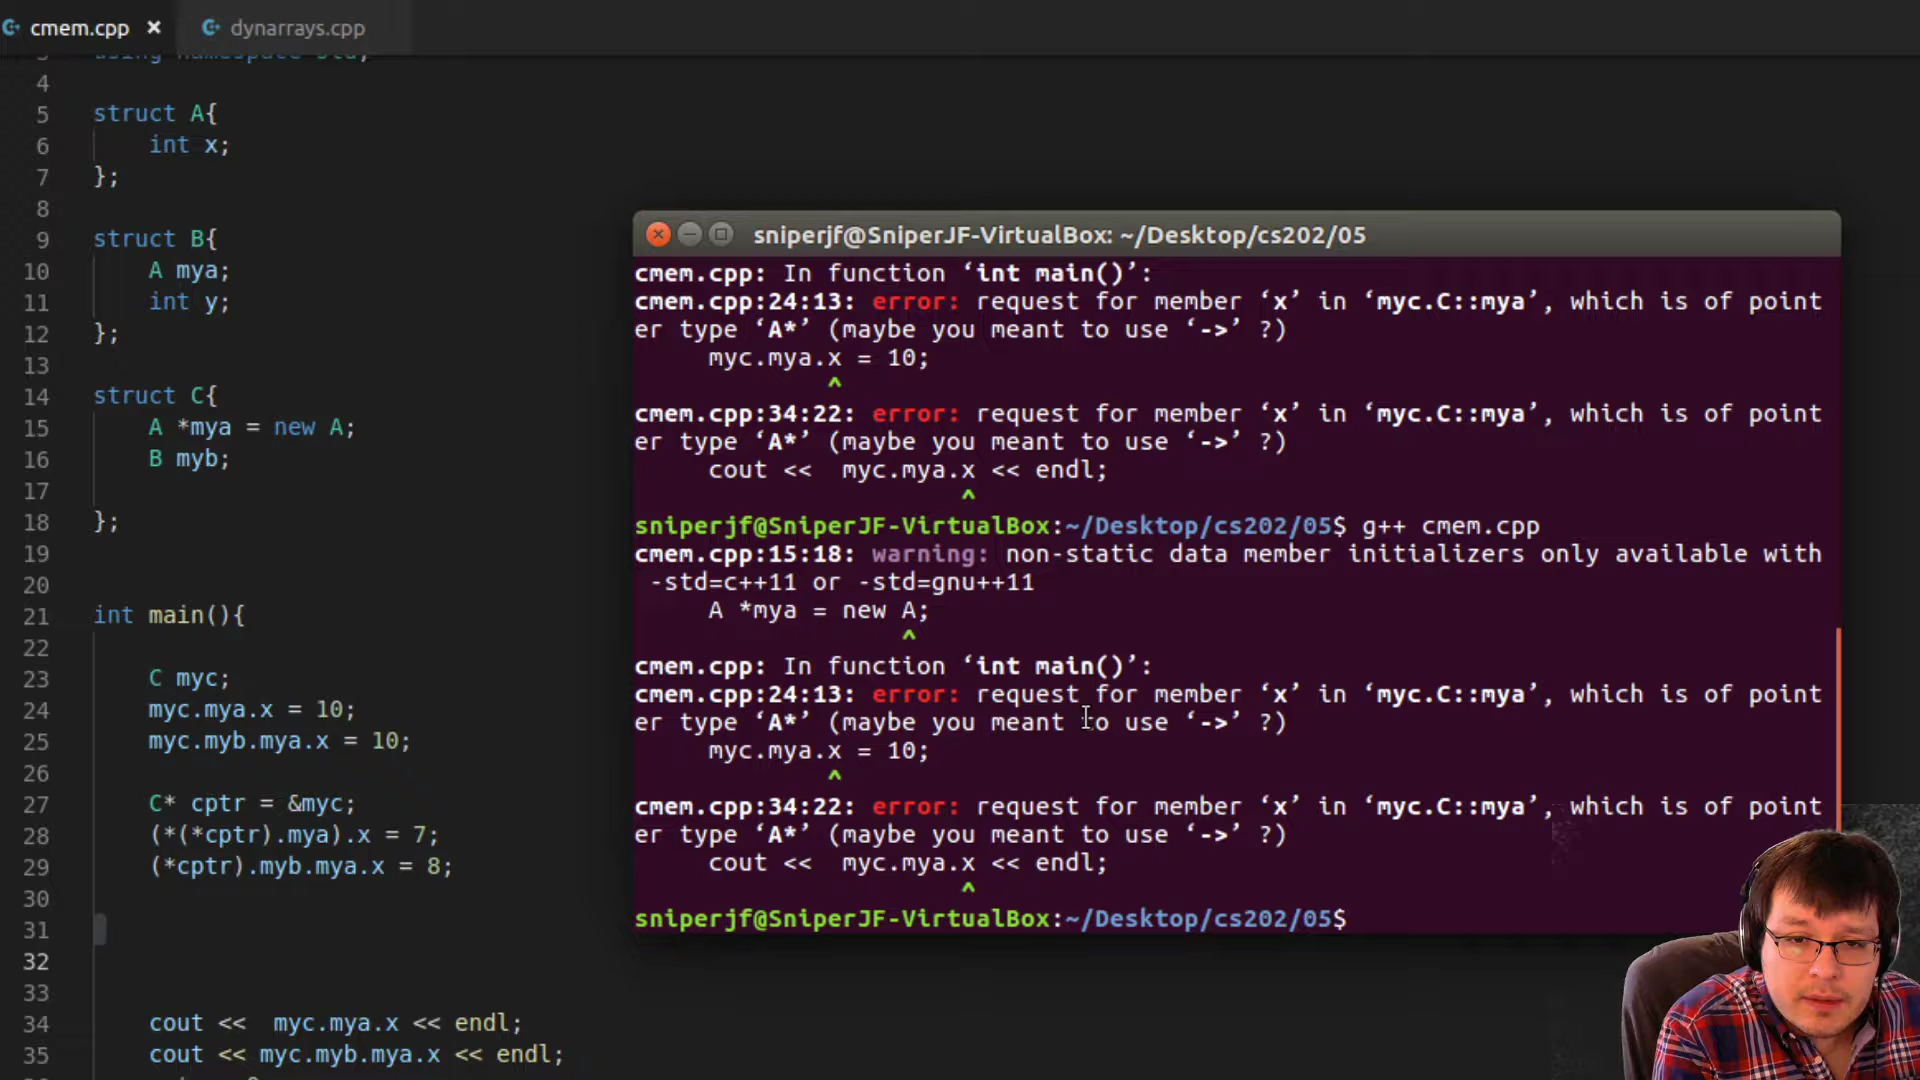 cmem.cpp ×
dynarrays.cpp
3 using namespace std;
4
5 struct A{
6 int x;
7 };
8
9 struct B{
10 A mya;
11 int y;
12 };
13
14 struct C{
15 A *mya = new A;
16 B myb;
17
18 };
19
20
21 int main(){
22
23 C myc;
24 myc.mya.x = 10;
25 myc.myb.mya.x = 10;
26
27 C* cptr = &myc;
28 (*(*cptr).mya).x = 7;
29 (*cptr).myb.mya.x = 8;
30
31
32
33
34 cout << myc.mya.x << endl;
35 cout << myc.myb.mya.x << endl;
sniperjf@SniperJF-VirtualBox: ~/Desktop/cs202/05
cmem.cpp: In function ‘int main()’:
cmem.cpp:24:13: error: request for member ‘x’ in ‘myc.C::mya’, which is of point
er type ‘A*’ (maybe you meant to use ‘->’ ?)
myc.mya.x = 10;
^
cmem.cpp:34:22: error: request for member ‘x’ in ‘myc.C::mya’, which is of point
er type ‘A*’ (maybe you meant to use ‘->’ ?)
cout <<  myc.mya.x << endl;
^
sniperjf@SniperJF-VirtualBox:~/Desktop/cs202/05$ g++ cmem.cpp
cmem.cpp:15:18: warning: non-static data member initializers only available with
-std=c++11 or -std=gnu++11
A *mya = new A;
^
cmem.cpp: In function ‘int main()’:
cmem.cpp:24:13: error: request for member ‘x’ in ‘myc.C::mya’, which is of point
er type ‘A*’ (maybe you meant to use ‘->’ ?)
myc.mya.x = 10;
^
cmem.cpp:34:22: error: request for member ‘x’ in ‘myc.C::mya’, which is of point
er type ‘A*’ (maybe you meant to use ‘->’ ?)
cout <<  myc.mya.x << endl;
^
sniperjf@SniperJF-VirtualBox:~/Desktop/cs202/05$